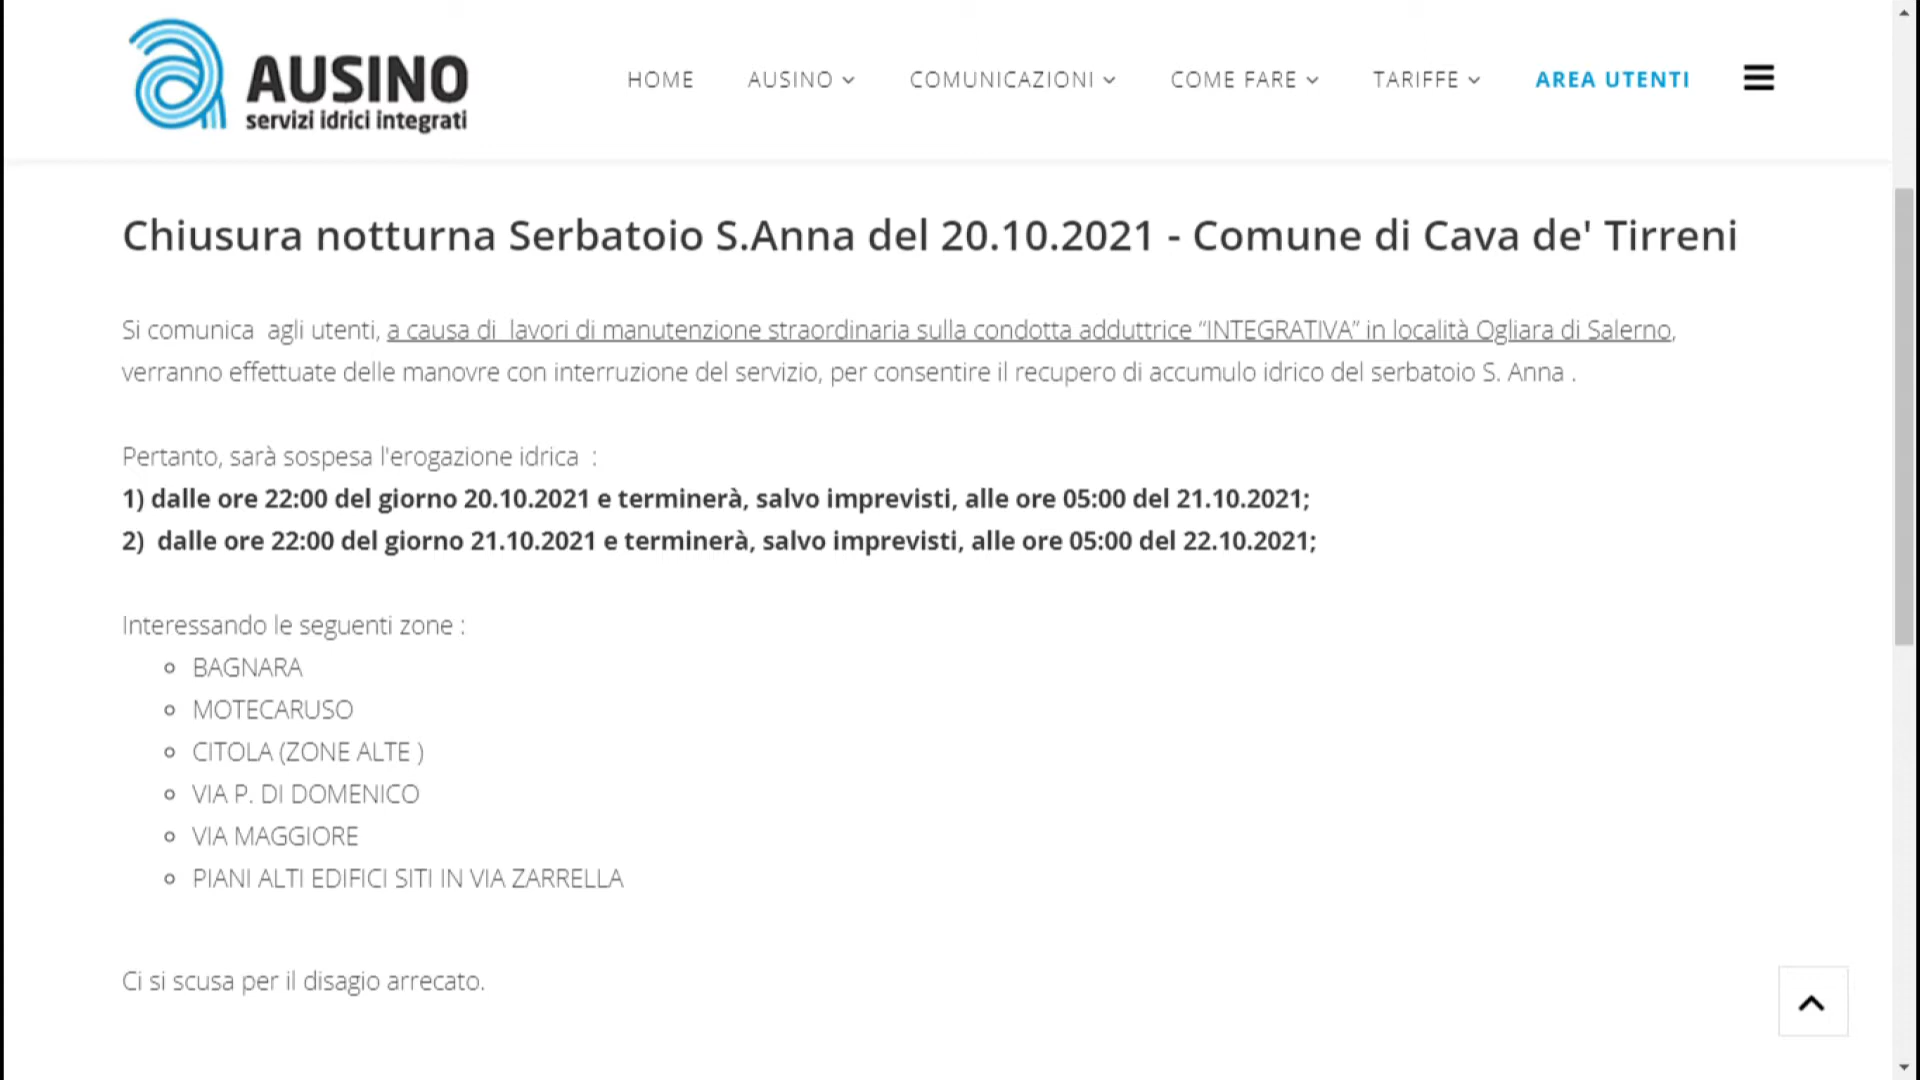 AUSINO
servizi idrici integrati
HOME AUSINO COMUNICAZIONI COME FARE TARIFFE AREA UTENTI
Chiusura notturna Serbatoio S.Anna del 20.10.2021 - Comune di Cava de' Tirreni
Si comunica  agli utenti, a causa di  lavori di manutenzione straordinaria sulla condotta adduttrice “INTEGRATIVA” in località Ogliara di Salerno,
verranno effettuate delle manovre con interruzione del servizio, per consentire il recupero di accumulo idrico del serbatoio S. Anna .
Pertanto, sarà sospesa l'erogazione idrica  :
1) dalle ore 22:00 del giorno 20.10.2021 e terminerà, salvo imprevisti, alle ore 05:00 del 21.10.2021;
2)  dalle ore 22:00 del giorno 21.10.2021 e terminerà, salvo imprevisti, alle ore 05:00 del 22.10.2021;
Interessando le seguenti zone :
BAGNARA
MOTECARUSO
CITOLA (ZONE ALTE )
VIA P. DI DOMENICO
VIA MAGGIORE
PIANI ALTI EDIFICI SITI IN VIA ZARRELLA
Ci si scusa per il disagio arrecato.